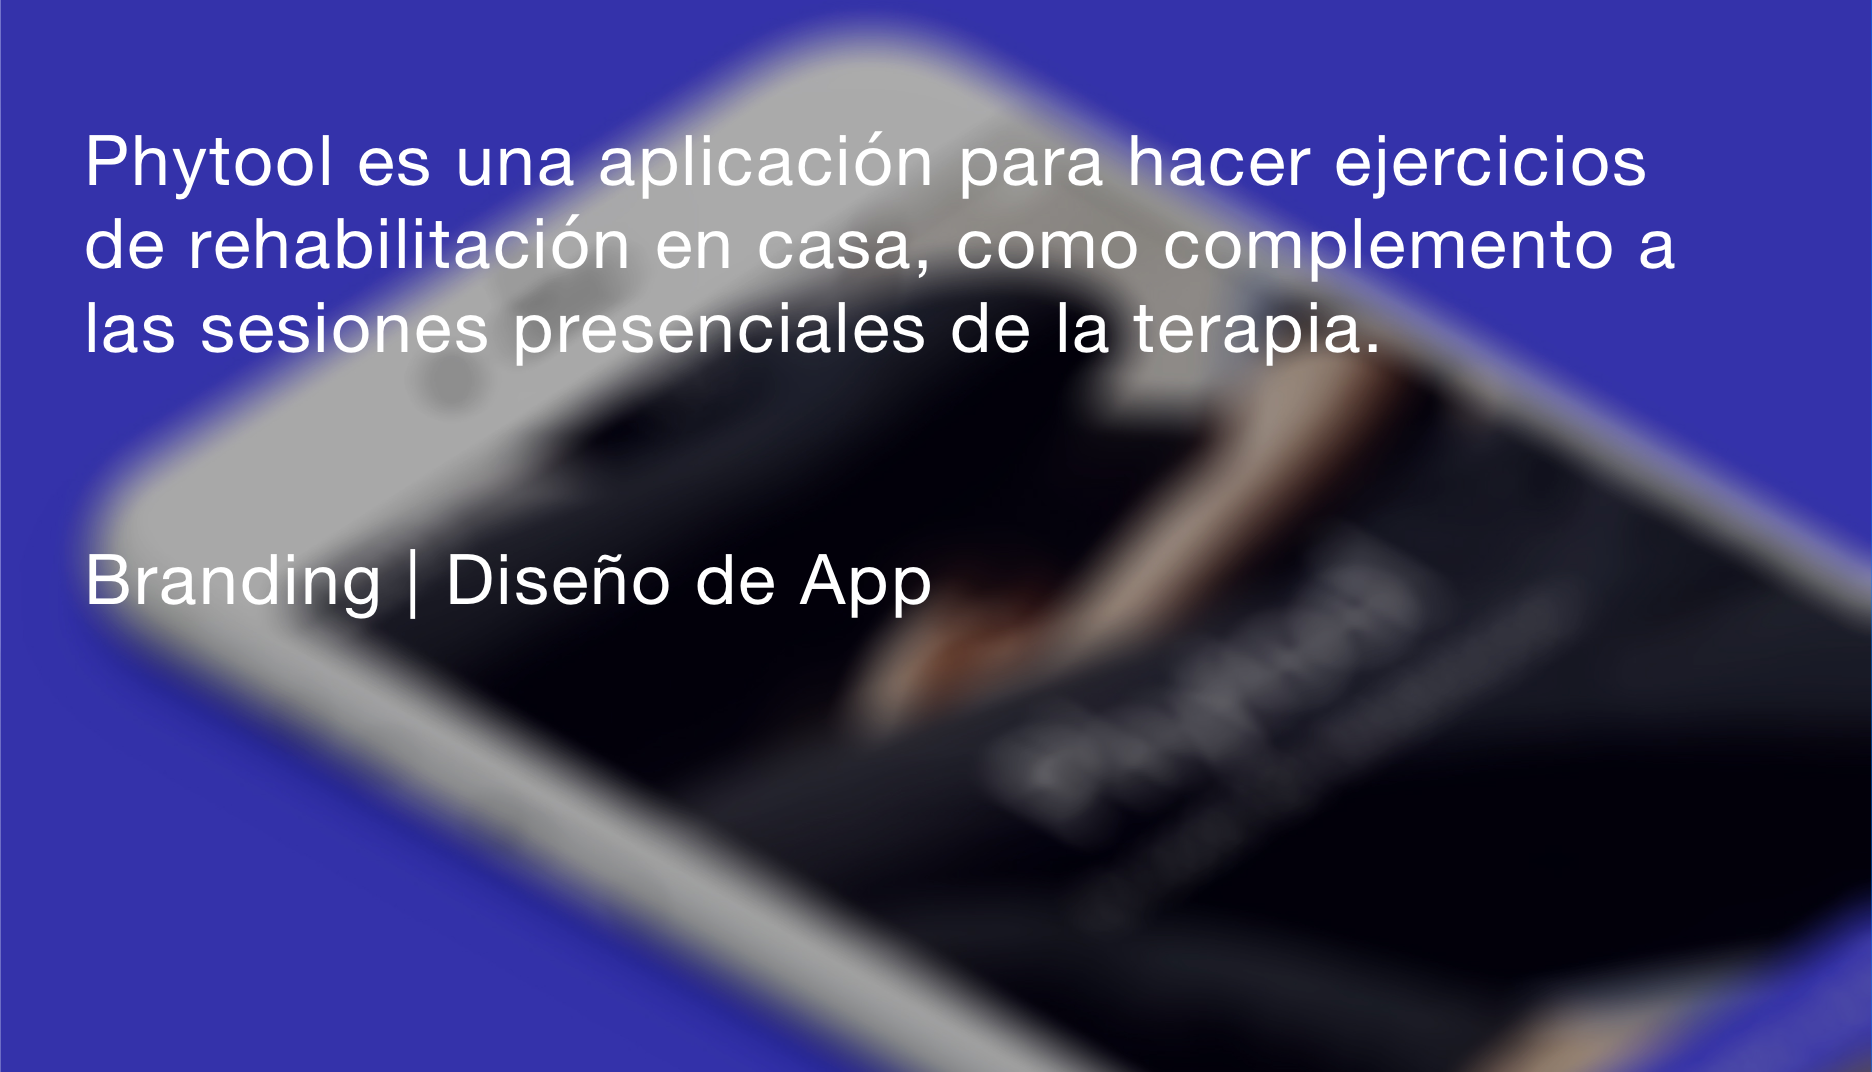 Phytool es una aplicación para hacer ejercicios
de rehabilitación en casa, como complemento a
las sesiones presenciales de la terapia.
Branding | Diseño de App